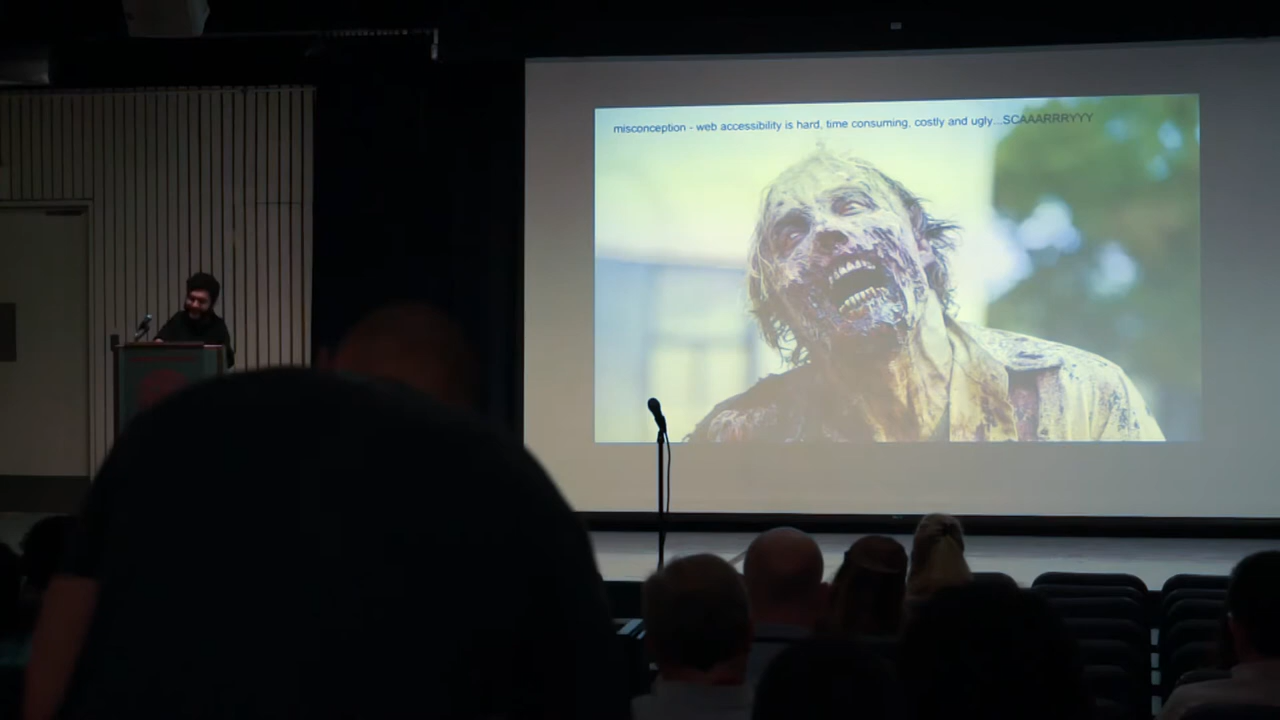 misconception - web accessibility is hard, time consuming, costly and ugly...SCAAARRRYYY